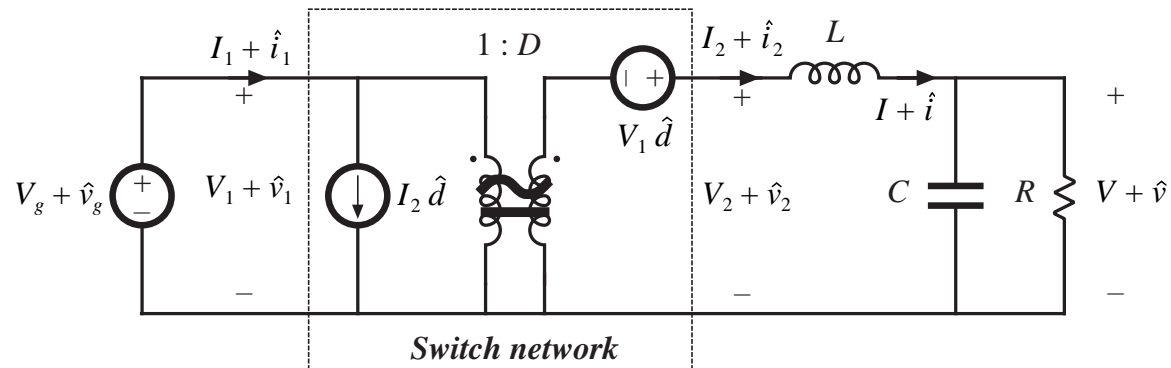 I₁ + î₁
1 : D
I₂ + î₂
L
+
+
− +
I + î
+
V₁ d̂
V_g + v̂_g
+
−
V₁ + v̂₁
I₂ d̂
V₂ + v̂₂
C
R
V + v̂
−
−
−
Switch network